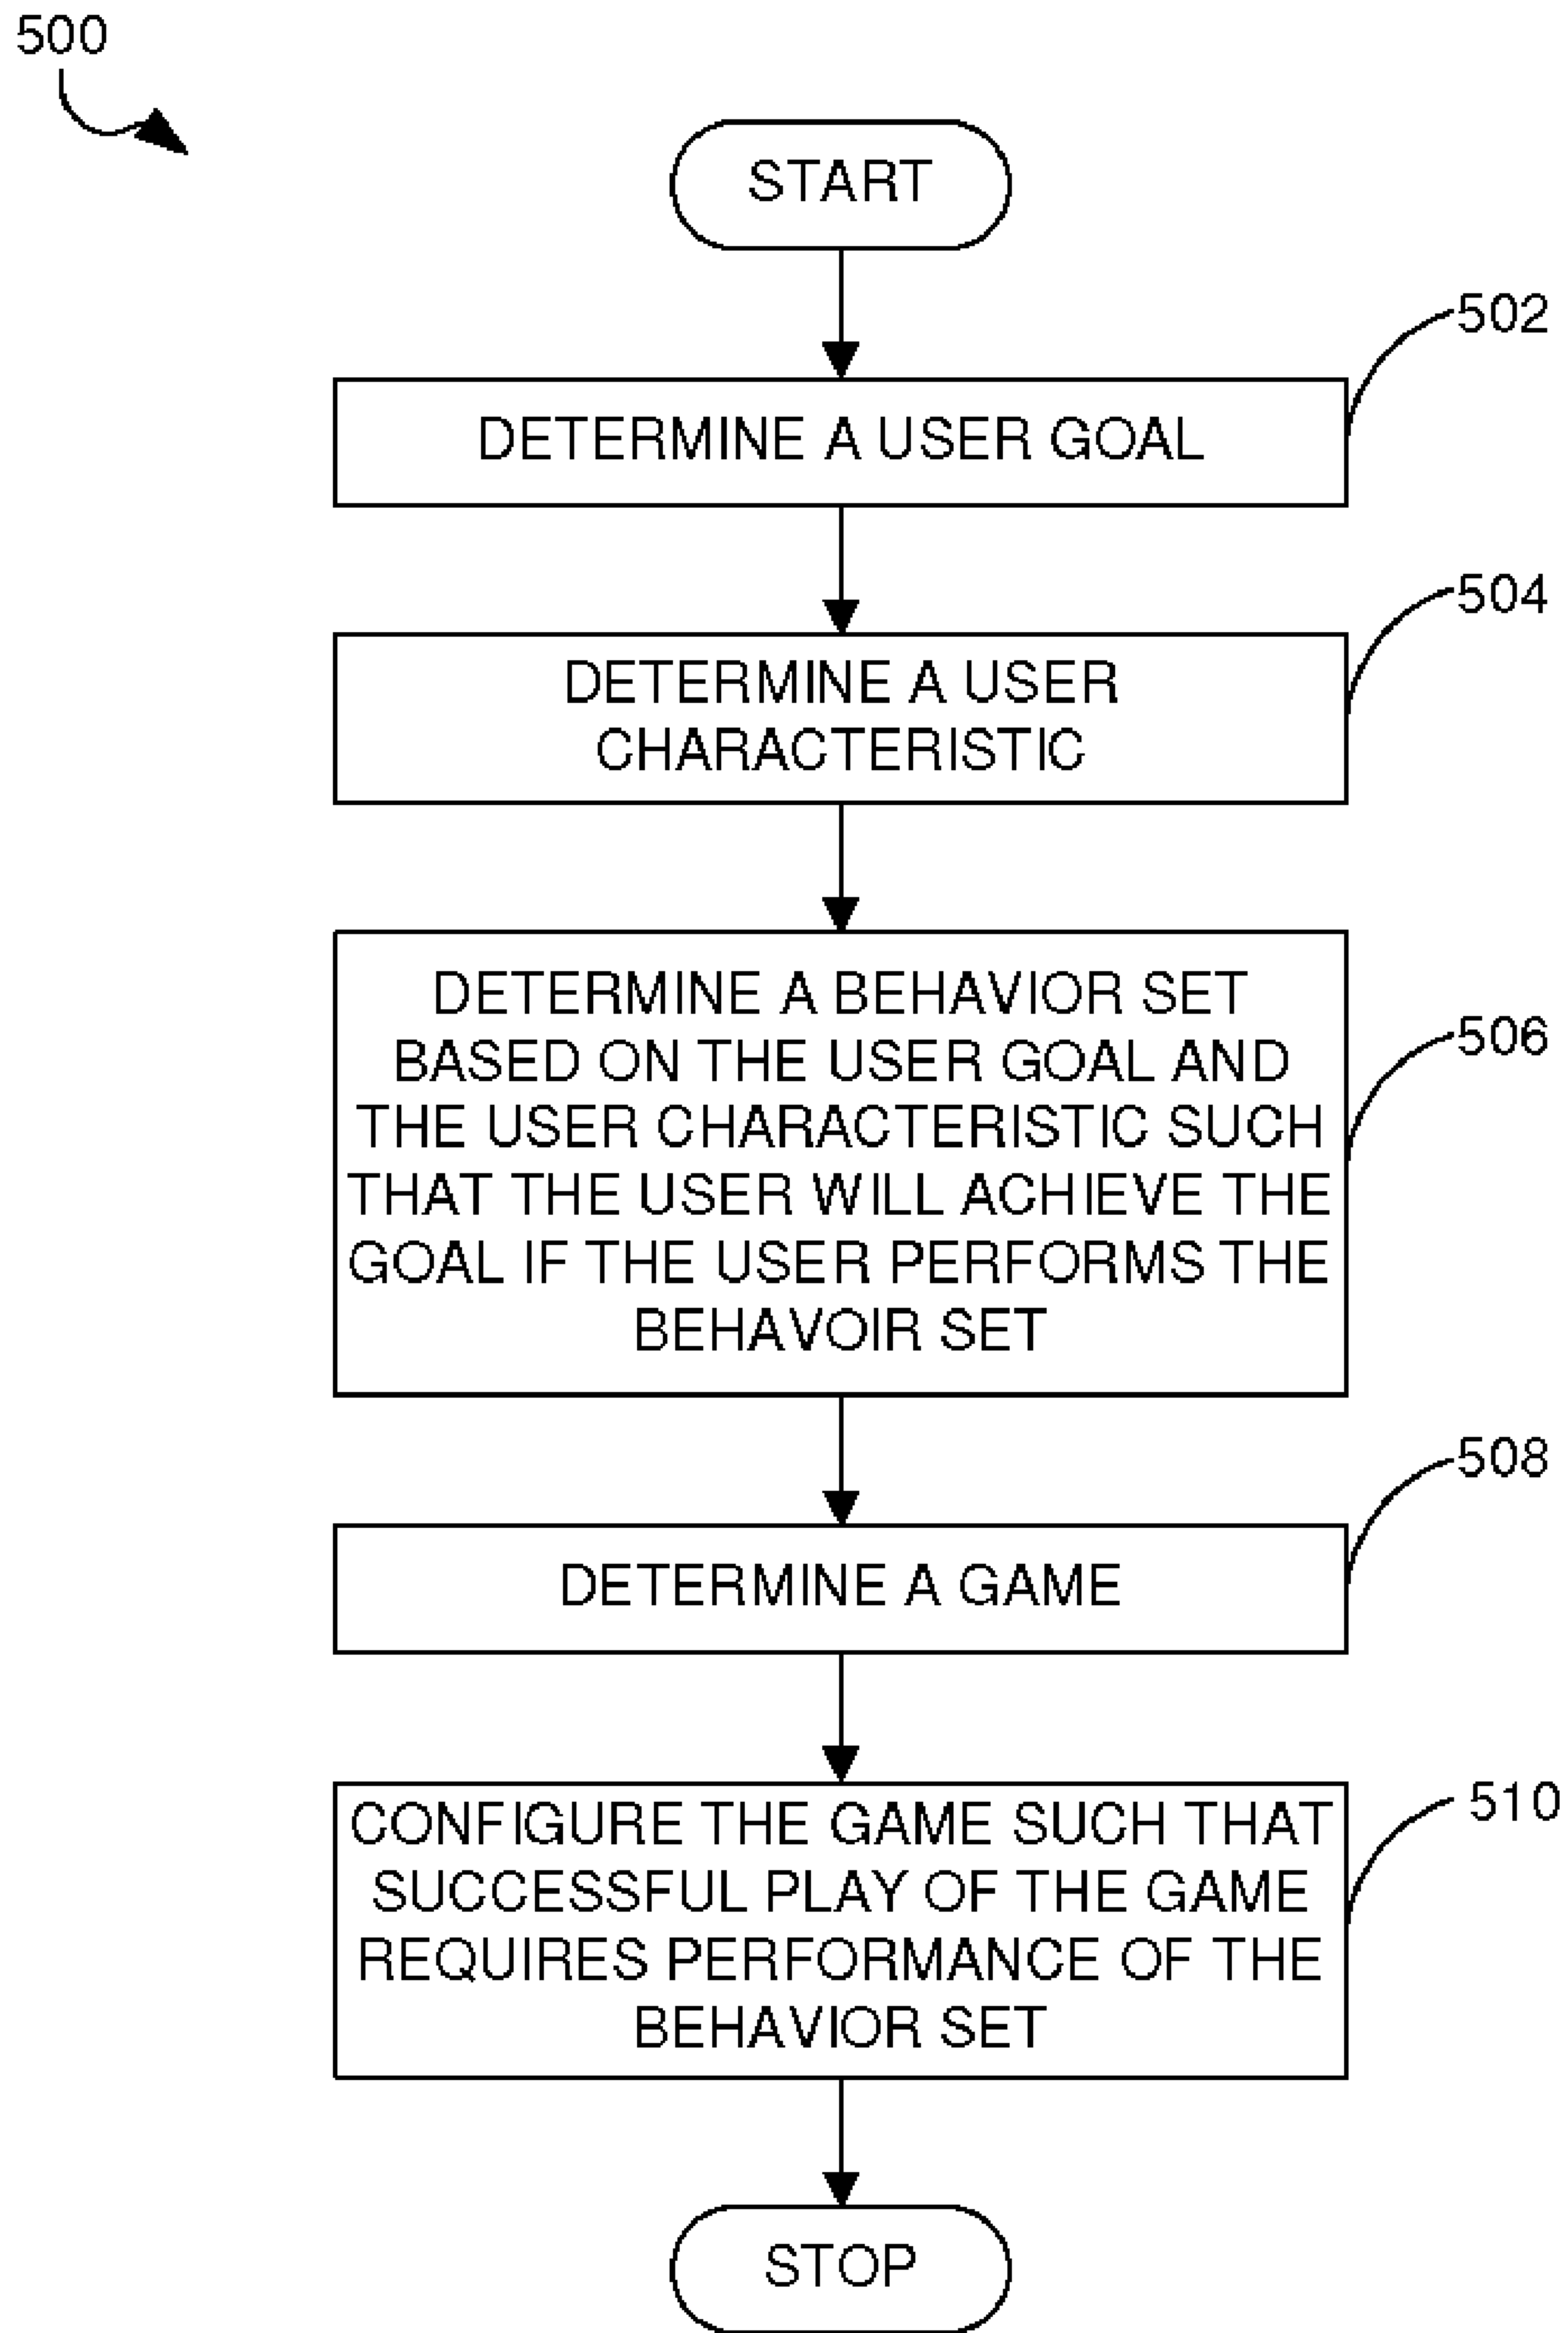 500
START
502
DETERMINE A USER GOAL
504
DETERMINE A USER
CHARACTERISTIC
DETERMINE A BEHAVIOR SET
BASED ON THE USER GOAL AND
506
THE USER CHARACTERISTIC SUCH
THAT THE USER WILL ACHIEVE THE
GOAL IF THE USER PERFORMS THE
BEHAVOIR SET
508
DETERMINE A GAME
510
CONFIGURE THE GAME SUCH THAT
SUCCESSFUL PLAY OF THE GAME
REQUIRES PERFORMANCE OF THE
BEHAVIOR SET
STOP